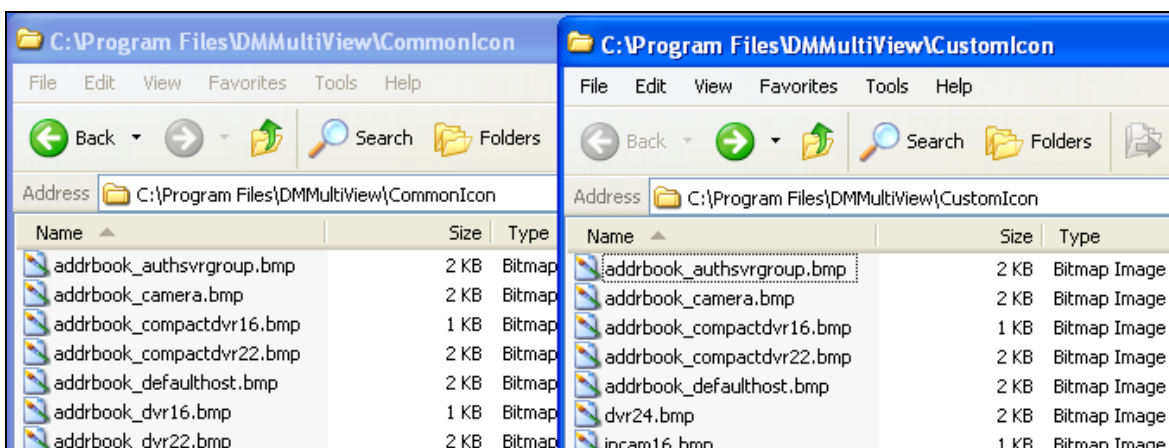 C:\Program Files\DMMultiView\CommonIcon
File Edit View Favorites Tools Help
Back Search Folders
Address C:\Program Files\DMMultiView\CommonIcon
Name Size Type
addrbook_authsvrgroup.bmp 2 KB Bitmap
addrbook_camera.bmp 2 KB Bitmap
addrbook_compactdvr16.bmp 1 KB Bitmap
addrbook_compactdvr22.bmp 2 KB Bitmap
addrbook_defaulthost.bmp 2 KB Bitmap
addrbook_dvr16.bmp 1 KB Bitmap
addrbook_dvr22.bmp 2 KB Bitmap
C:\Program Files\DMMultiView\CustomIcon
File Edit View Favorites Tools Help
Back Search Folders
Address C:\Program Files\DMMultiView\CustomIcon
Name Size Type
addrbook_authsvrgroup.bmp 2 KB Bitmap Image
addrbook_camera.bmp 2 KB Bitmap Image
addrbook_compactdvr16.bmp 1 KB Bitmap Image
addrbook_compactdvr22.bmp 2 KB Bitmap Image
addrbook_defaulthost.bmp 2 KB Bitmap Image
dvr24.bmp 2 KB Bitmap Image
ipcam16.bmp 1 KB Bitmap Image